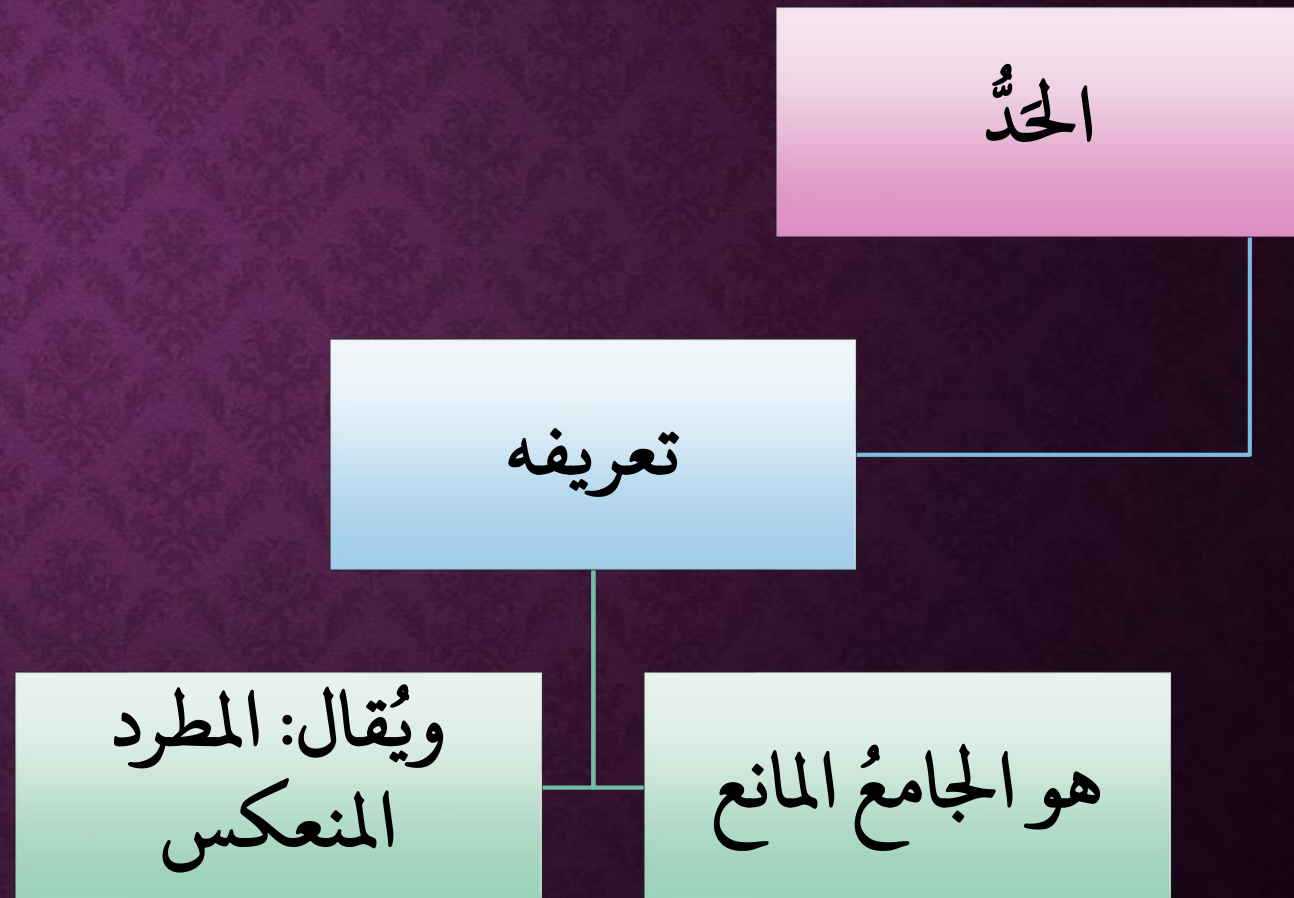 الحَدُّ
تعريفه
هو الجامعُ المانع
ويُقال: المطرد
المنعكس